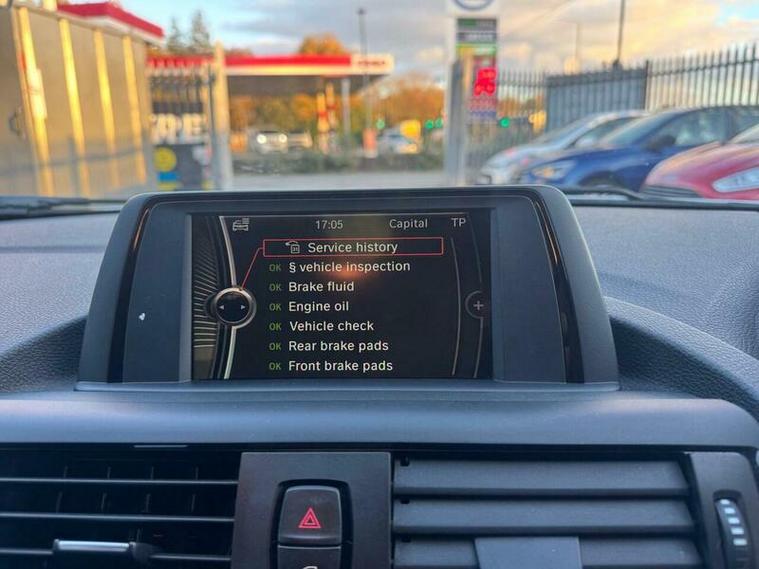 17:05 Capital TP
Service history
OK § vehicle inspection
OK Brake fluid
OK Engine oil
OK Vehicle check
OK Rear brake pads
OK Front brake pads